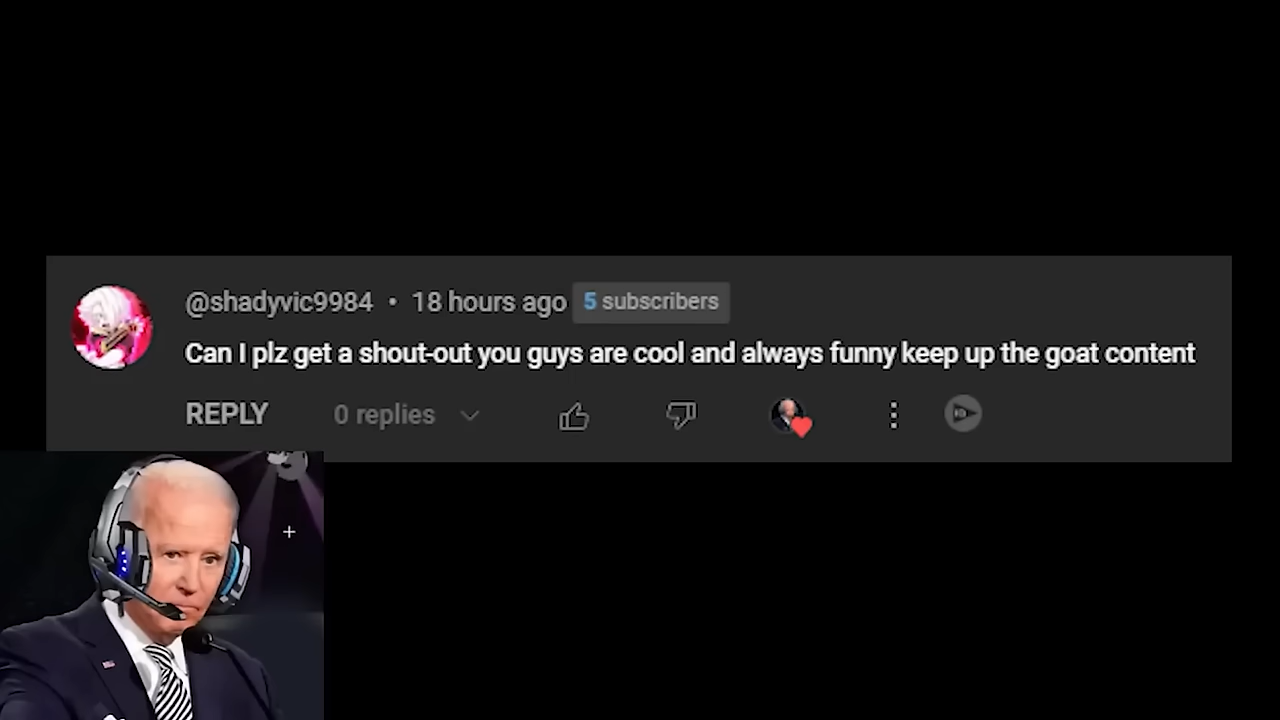 @shadyvic9984 • 18 hours ago 5 subscribers
Can I plz get a shout-out you guys are cool and always funny keep up the goat content
REPLY 0 replies